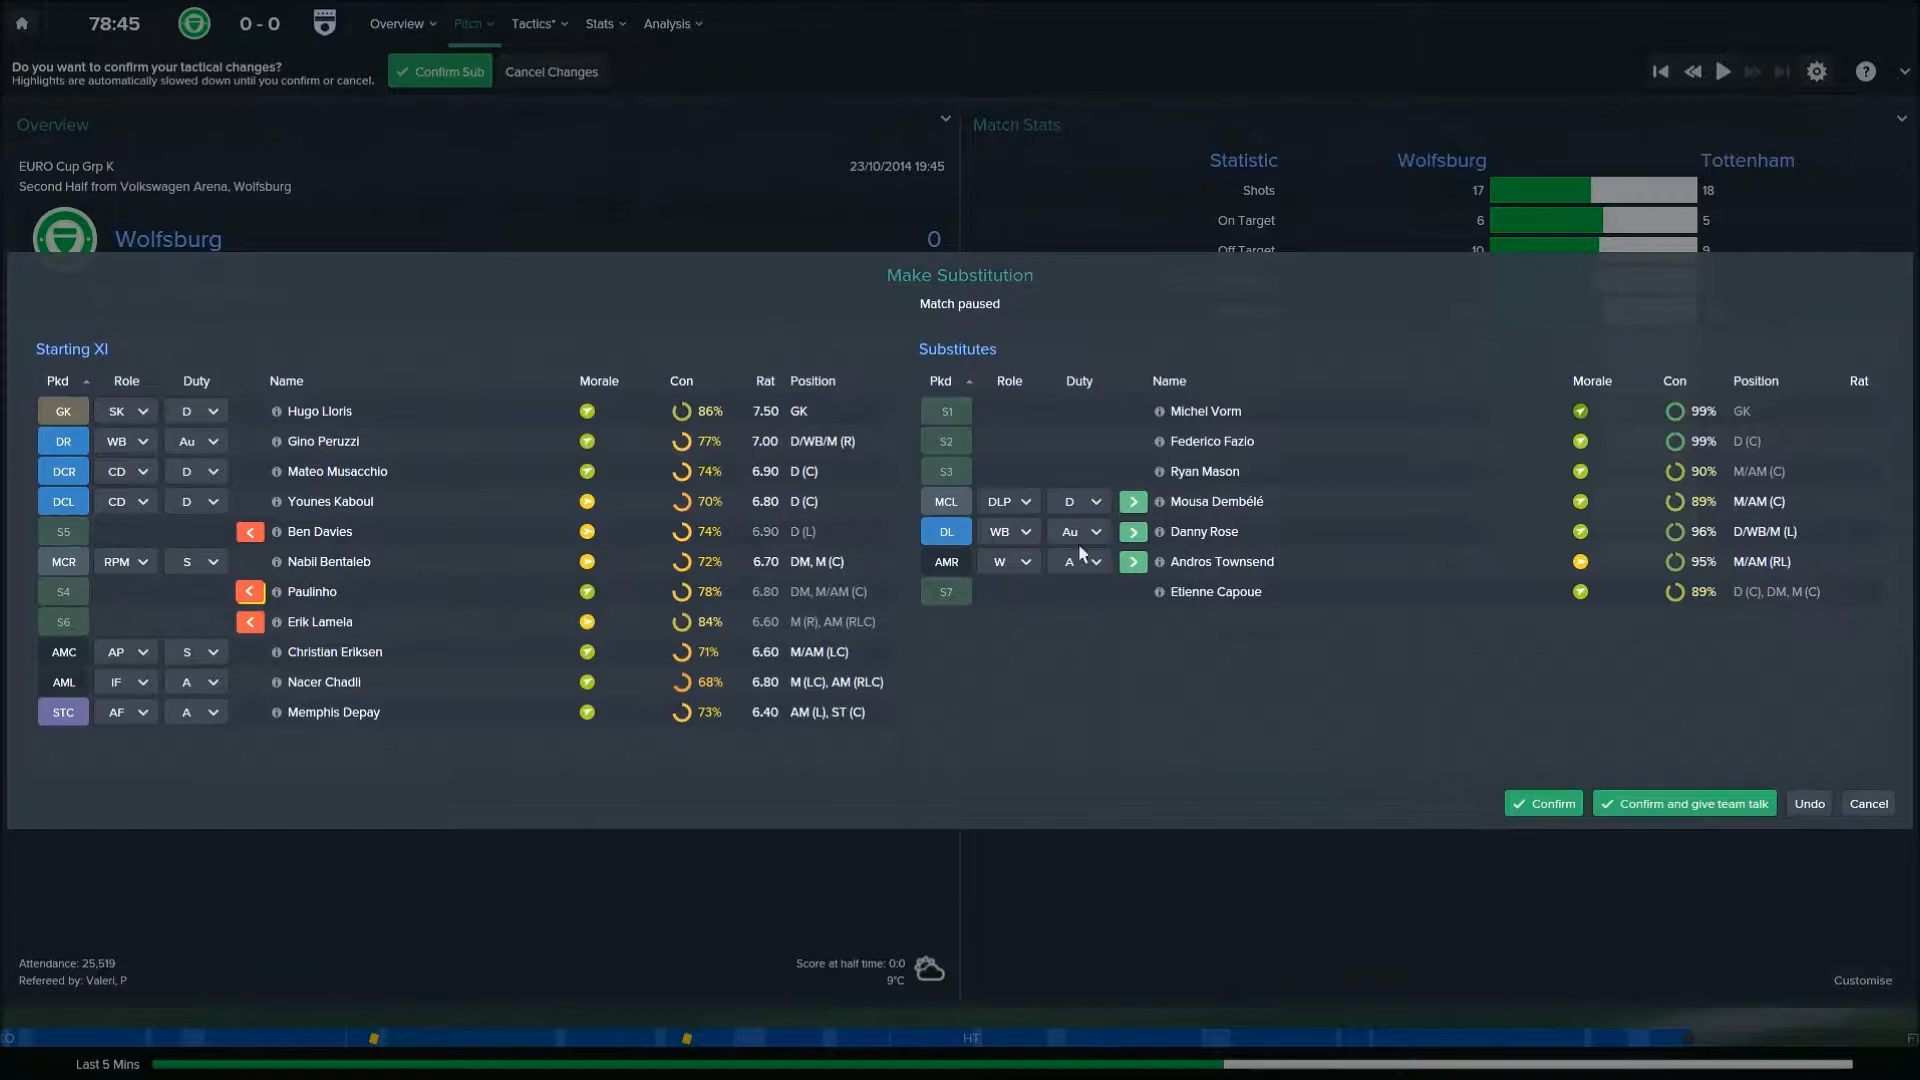 78:45 0 - 0 Overview Pitch Tactics* Stats Analysis
Do you want to confirm your tactical changes?
Highlights are automatically slowed down until you confirm or cancel.
Confirm Sub Cancel Changes
?
Overview
Match Stats
EURO Cup Grp K 23/10/2014 19:45
Second Half from Volkswagen Arena, Wolfsburg
Wolfsburg 0
Statistic Wolfsburg Tottenham
Shots 17 18
On Target 6 5
Off Target 10 9
Make Substitution
Match paused
Starting XI
Pkd Role Duty Name Morale Con Rat Position
GK SK D Hugo Lloris 86% 7.50 GK
DR WB Au Gino Peruzzi 77% 7.00 D/WB/M (R)
DCR CD D Mateo Musacchio 74% 6.90 D (C)
DCL CD D Younes Kaboul 70% 6.80 D (C)
S5 Ben Davies 74% 6.90 D (L)
MCR RPM S Nabil Bentaleb 72% 6.70 DM, M (C)
S4 Paulinho 78% 6.80 DM, M/AM (C)
S6 Erik Lamela 84% 6.60 M (R), AM (RLC)
AMC AP S Christian Eriksen 71% 6.60 M/AM (LC)
AML IF A Nacer Chadli 68% 6.80 M (LC), AM (RLC)
STC AF A Memphis Depay 73% 6.40 AM (L), ST (C)
Substitutes
Pkd Role Duty Name Morale Con Position Rat
S1 Michel Vorm 99% GK
S2 Federico Fazio 99% D (C)
S3 Ryan Mason 90% M/AM (C)
MCL DLP D Mousa Dembélé 89% M/AM (C)
DL WB Au Danny Rose 96% D/WB/M (L)
AMR W A Andros Townsend 95% M/AM (RL)
S7 Etienne Capoue 89% D (C), DM, M (C)
Confirm Confirm and give team talk Undo Cancel
Attendance: 25,519
Refereed by: Valeri, P
Score at half time: 0:0
9°C
Customise
HT
Last 5 Mins